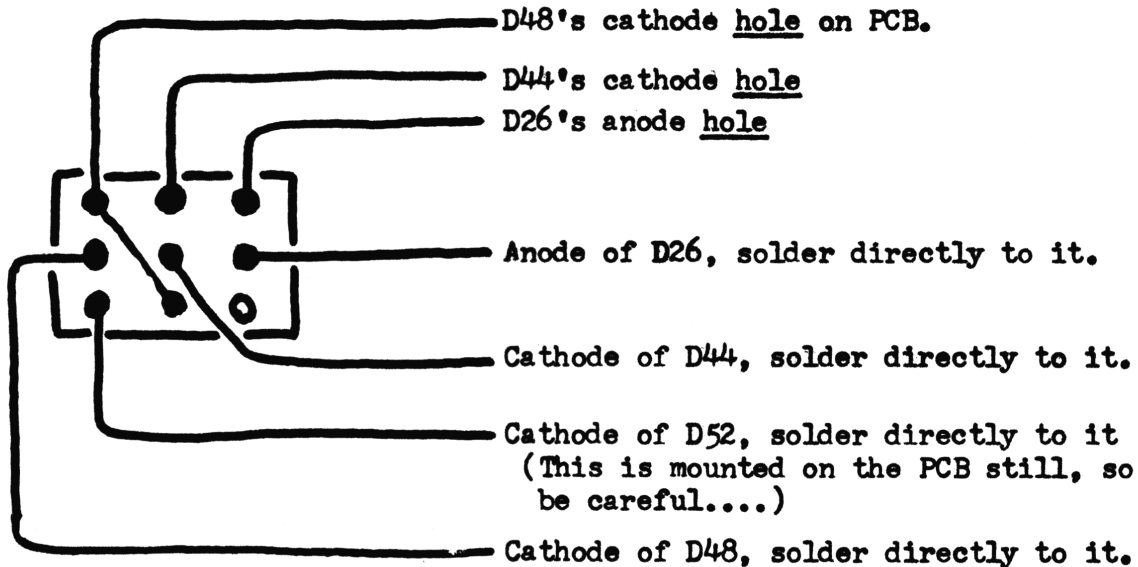 D48's cathode hole on PCB.
D44's cathode hole
D26's anode hole
Anode of D26, solder directly to it.
Cathode of D44, solder directly to it.
Cathode of D52, solder directly to it
(This is mounted on the PCB still, so
be careful....)
Cathode of D48, solder directly to it.